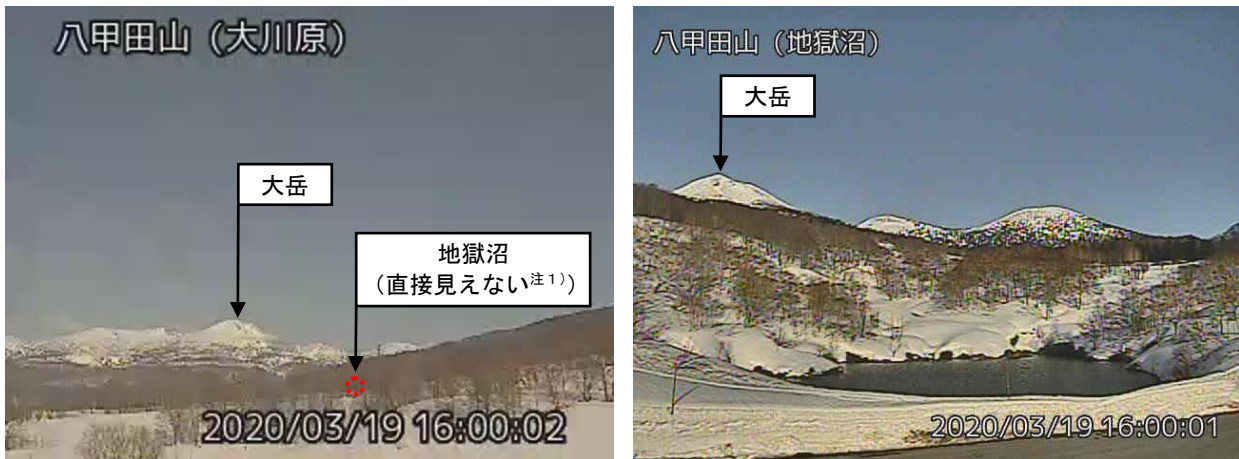 八甲田山（大川原）
大岳
地獄沼
（直接見えない注１））
2020/03/19 16:00:02
八甲田山（地獄沼）
大岳
2020/03/19 16:00:01